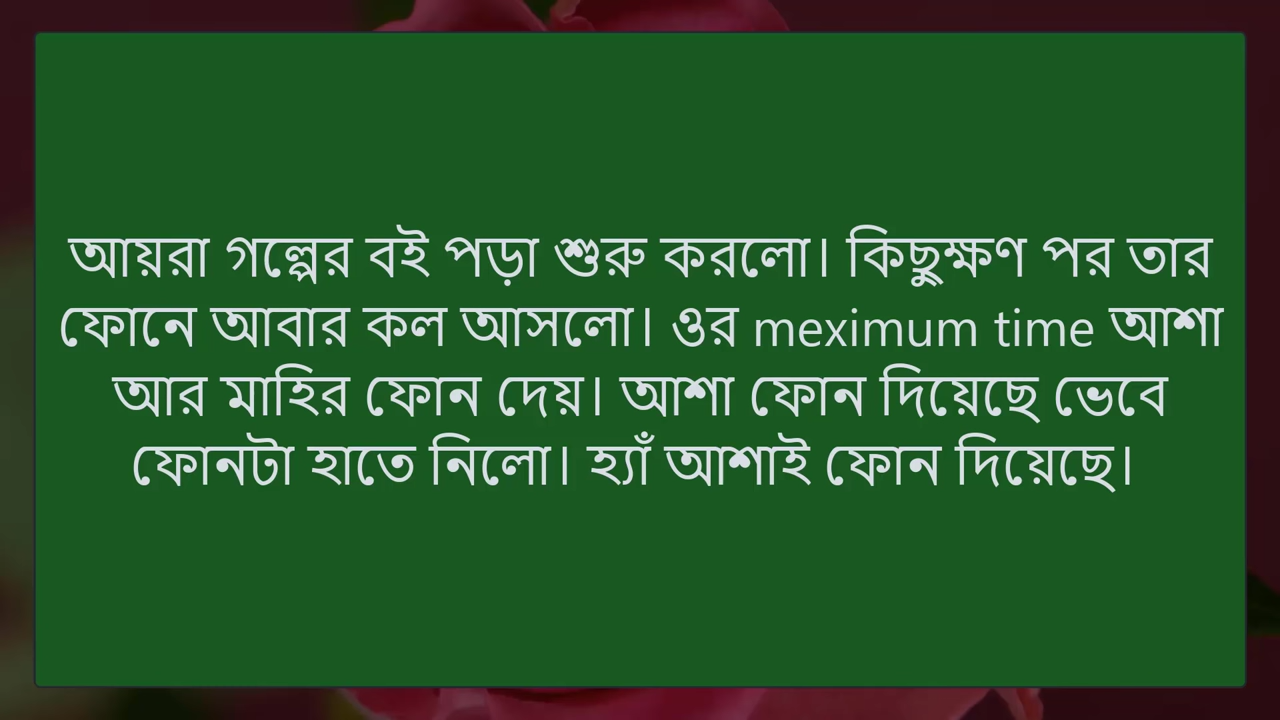 আয়রা গল্পের বই পড়া শুরু করলো। কিছুক্ষণ পর তার
ফোনে আবার কল আসলো। ওর meximum time আশা
আর মাহির ফোন দেয়। আশা ফোন দিয়েছে ভেবে
ফোনটা হাতে নিলো। হ্যাঁ আশাই ফোন দিয়েছে।